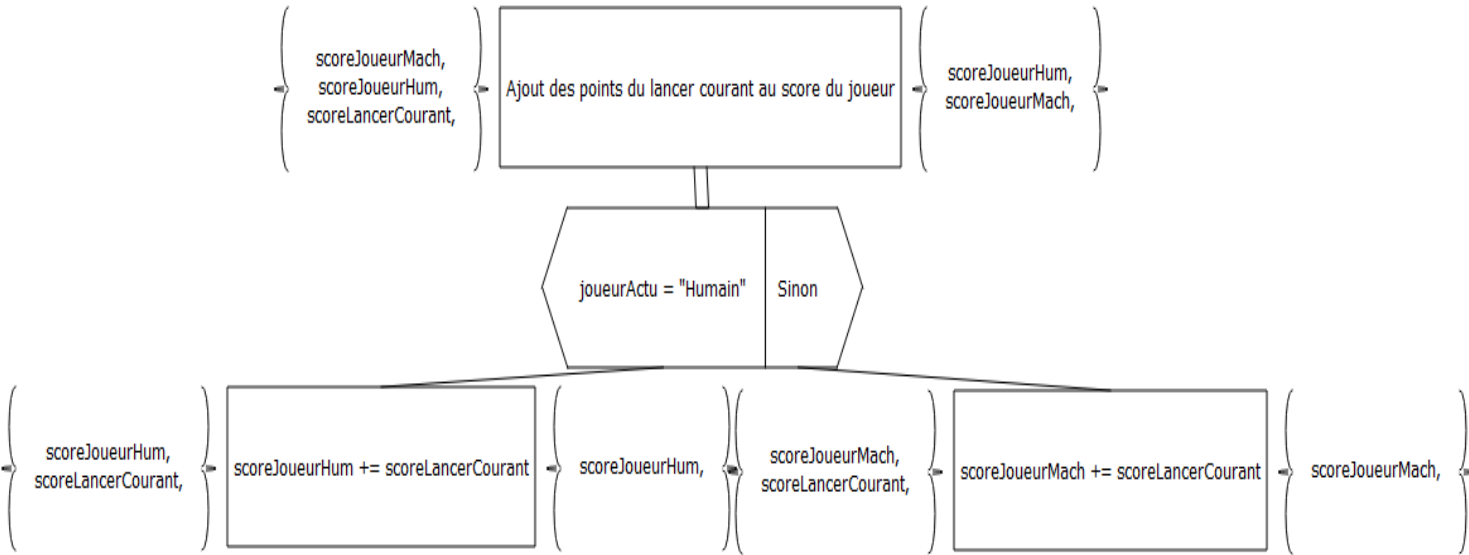 scoreJoueurMach,
scoreJoueurHum,
scoreLancerCourant,
Ajout des points du lancer courant au score du joueur
scoreJoueurHum,
scoreJoueurMach,
joueurActu = "Humain"
Sinon
scoreJoueurHum,
scoreLancerCourant,
scoreJoueurHum += scoreLancerCourant
scoreJoueurHum,
scoreJoueurMach,
scoreLancerCourant,
scoreJoueurMach += scoreLancerCourant
scoreJoueurMach,